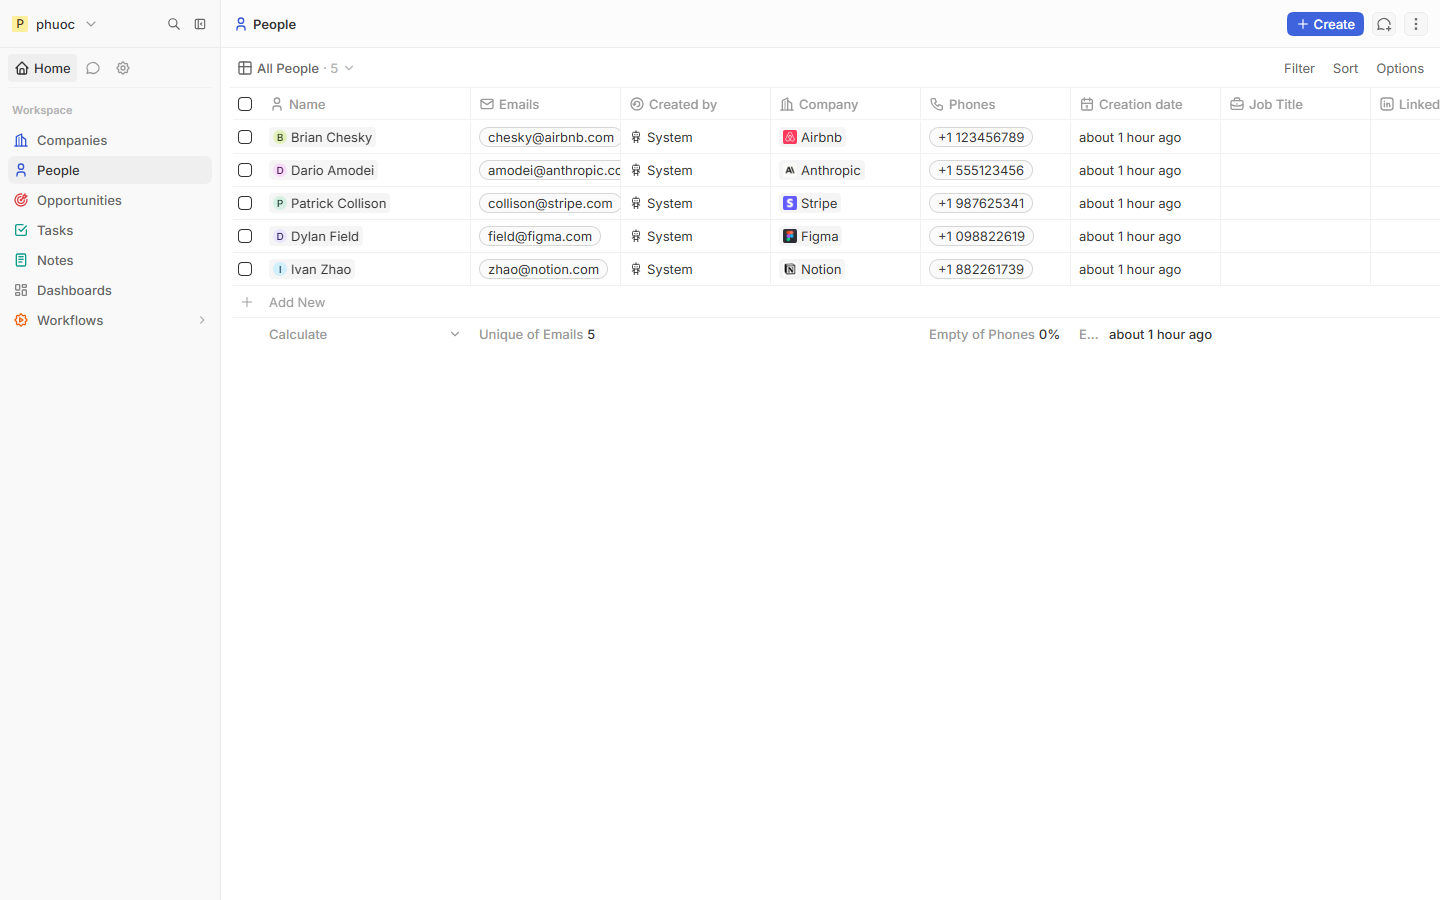 P phuoc
People
Create
Home
All People · 5
Filter Sort Options
Workspace
Companies
People
Opportunities
Tasks
Notes
Dashboards
Workflows
Name Emails Created by Company Phones Creation date Job Title Linked
B Brian Chesky chesky@airbnb.com System Airbnb +1 123456789 about 1 hour ago
D Dario Amodei amodei@anthropic.co System Anthropic +1 555123456 about 1 hour ago
P Patrick Collison collison@stripe.com System Stripe +1 987625341 about 1 hour ago
D Dylan Field field@figma.com System Figma +1 098822619 about 1 hour ago
I Ivan Zhao zhao@notion.com System Notion +1 882261739 about 1 hour ago
Add New
Calculate Unique of Emails 5 Empty of Phones 0% E... about 1 hour ago